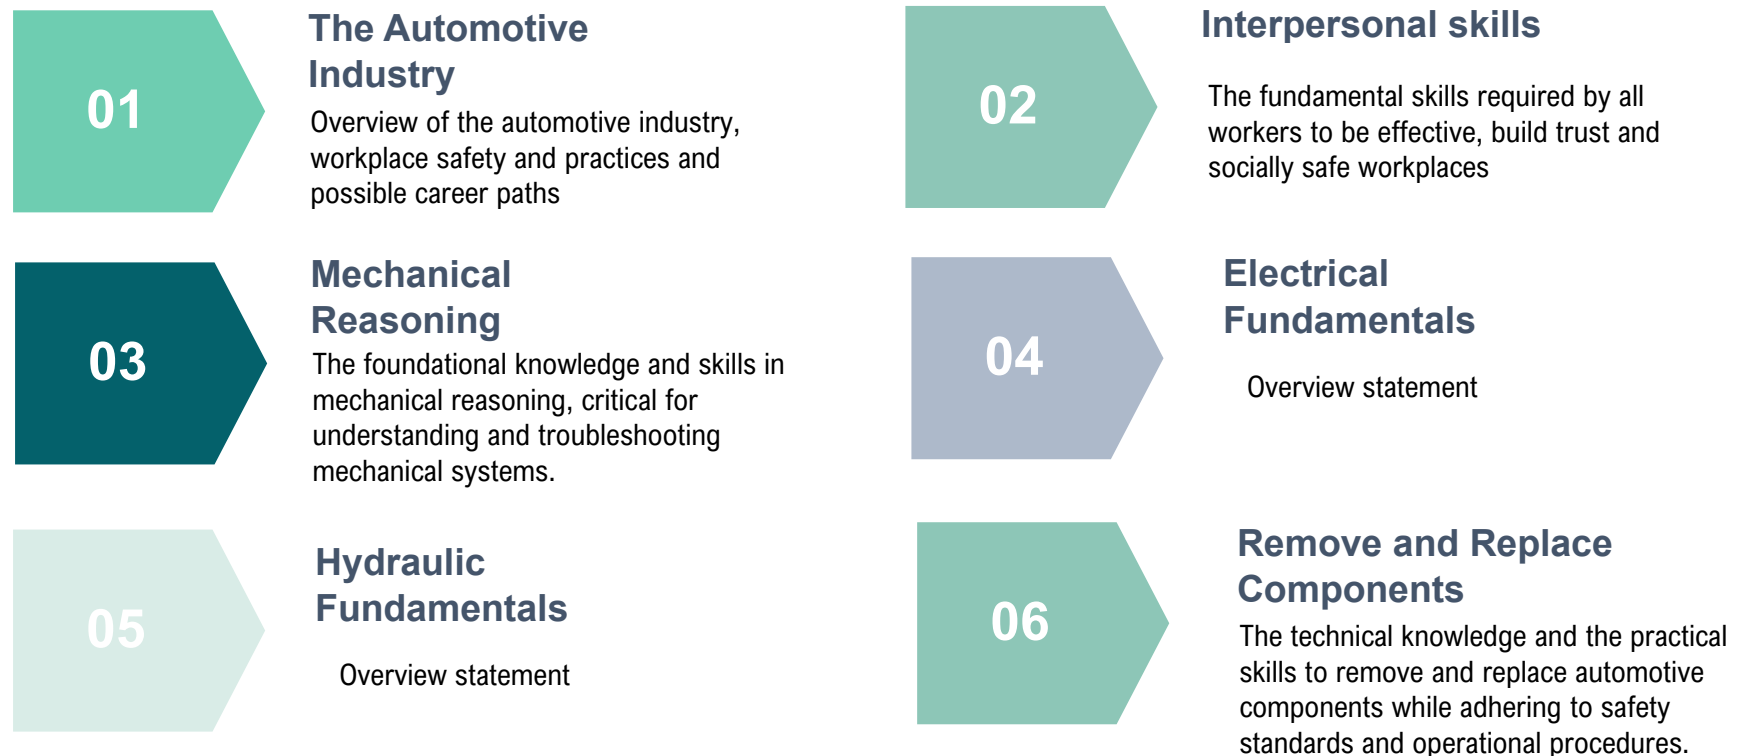 01
The Automotive
Industry
Overview of the automotive industry,
workplace safety and practices and
possible career paths
02
Interpersonal skills
The fundamental skills required by all
workers to be effective, build trust and
socially safe workplaces
03
Mechanical
Reasoning
The foundational knowledge and skills in
mechanical reasoning, critical for
understanding and troubleshooting
mechanical systems.
04
Electrical
Fundamentals
Overview statement
05
Hydraulic
Fundamentals
Overview statement
06
Remove and Replace
Components
The technical knowledge and the practical
skills to remove and replace automotive
components while adhering to safety
standards and operational procedures.